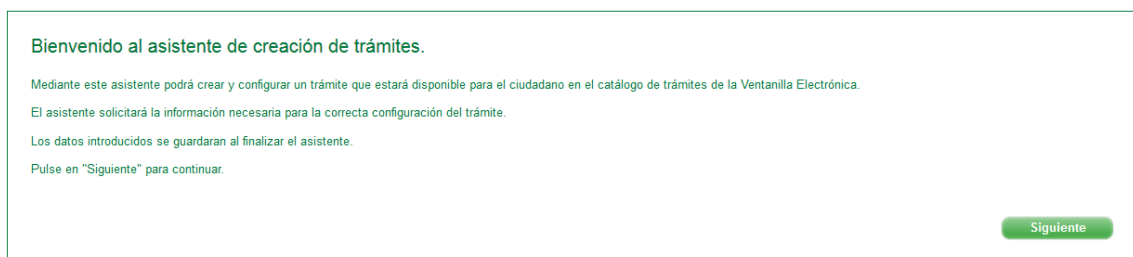 Bienvenido al asistente de creación de trámites.
Mediante este asistente podrá crear y configurar un trámite que estará disponible para el ciudadano en el catálogo de trámites de la Ventanilla Electrónica.
El asistente solicitará la información necesaria para la correcta configuración del trámite.
Los datos introducidos se guardaran al finalizar el asistente.
Pulse en "Siguiente" para continuar.
Siguiente